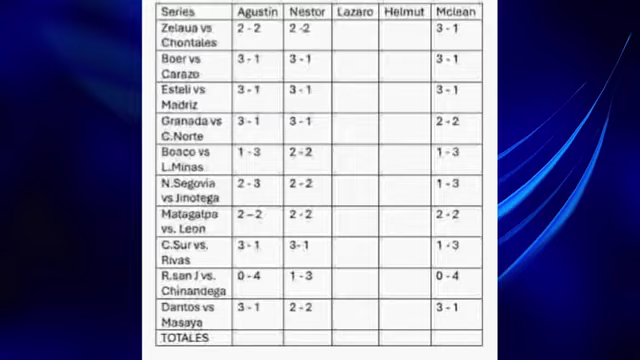 Series Agustin Nestor Lazaro Helmut Mclean
Zelaua vs 2 - 2 2 -2 3 - 1
Chontales
Boer vs 3 - 1 3 - 1 3 - 1
Carazo
Esteli vs 3 - 1 3 - 1 3 - 1
Madriz
Granada vs 3 - 1 3 - 1 2 - 2
C.Norte
Boaco vs 1 - 3 2 - 2 1 - 3
L.Minas
N.Segovia 2 - 3 2 - 2 1 - 3
vs Jinotega
Matagalpa 2 – 2 2 - 2 2 - 2
vs. Leon
C.Sur vs. 3 - 1 3- 1 1 - 3
Rivas
R.san J vs. 0 - 4 1 - 3 0 - 4
Chinandega
Dantos vs 3 - 1 2 - 2 3 - 1
Masaya
TOTALES